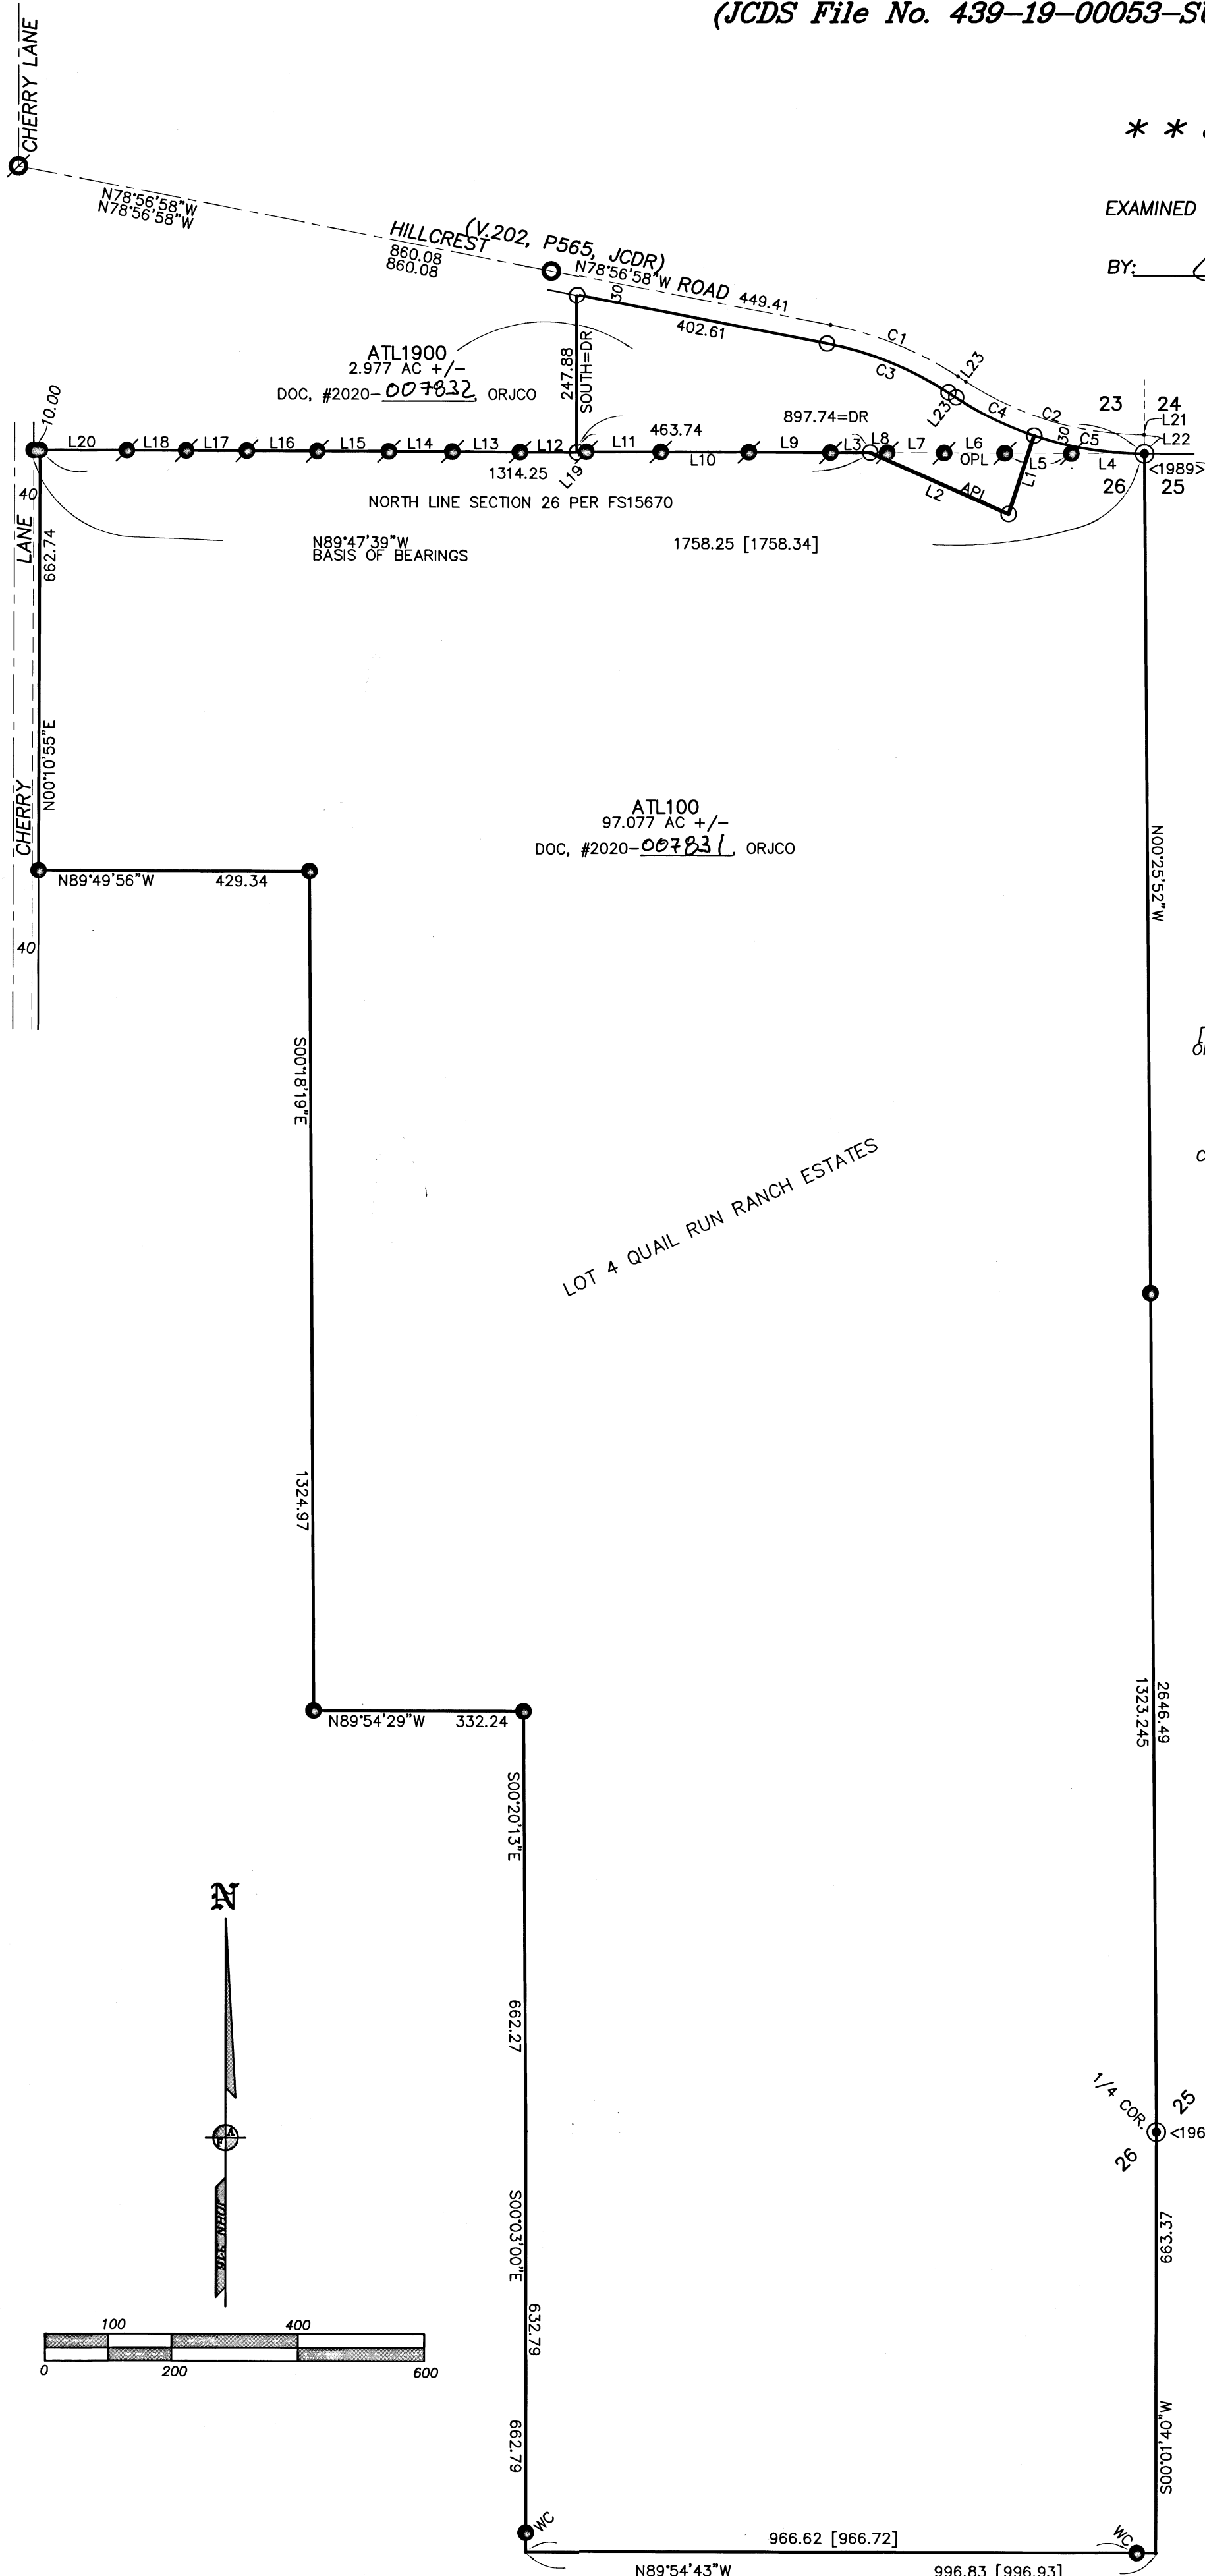 (JCDS File No. 439-19-00053-SU
CHERRY LANE
* *
EXAMINED
BY:
N78°56'58"W
N78°56'58"W
HILLCREST
(V.202, P565, JCDR)
860.08
860.08
N78°56'58"W ROAD 449.41
30
402.61
C1
L23
C3
ATL1900
2.977 AC +/-
DOC, #2020-007832, ORJCO
247.88
SOUTH=DR
L23
C4
C2
23 24
L21
10.00
897.74=DR
30
C5
L22
L20 L18 L17 L16 L15 L14 L13 L12 L11 463.74 L9 L3 L8 L7 L6 L5 L4
1314.25
L19
L10
OPL
L1
<1989>
L2
APL
26 25
40
NORTH LINE SECTION 26 PER FS15670
LANE
662.74
N89°47'39"W
BASIS OF BEARINGS
1758.25 [1758.34]
N00°10'55"E
CHERRY
ATL100
97.077 AC +/-
DOC, #2020-007831, ORJCO
N00°25'52"W
N89°49'56"W 429.34
40
S00°18'19"E
LOT 4 QUAIL RUN RANCH ESTATES
1324.97
2646.49
1323.245
N89°54'29"W 332.24
S00°20'13"E
N
662.27
1/4 COR.
25
<196
26
A
F
JOHN 3:16
S00°03'00"E
663.37
632.79
100 400
0 200 600
662.79
S00°01'40"W
WC
966.62 [966.72]
WC
N89°54'43"W 996.83 [996.93]